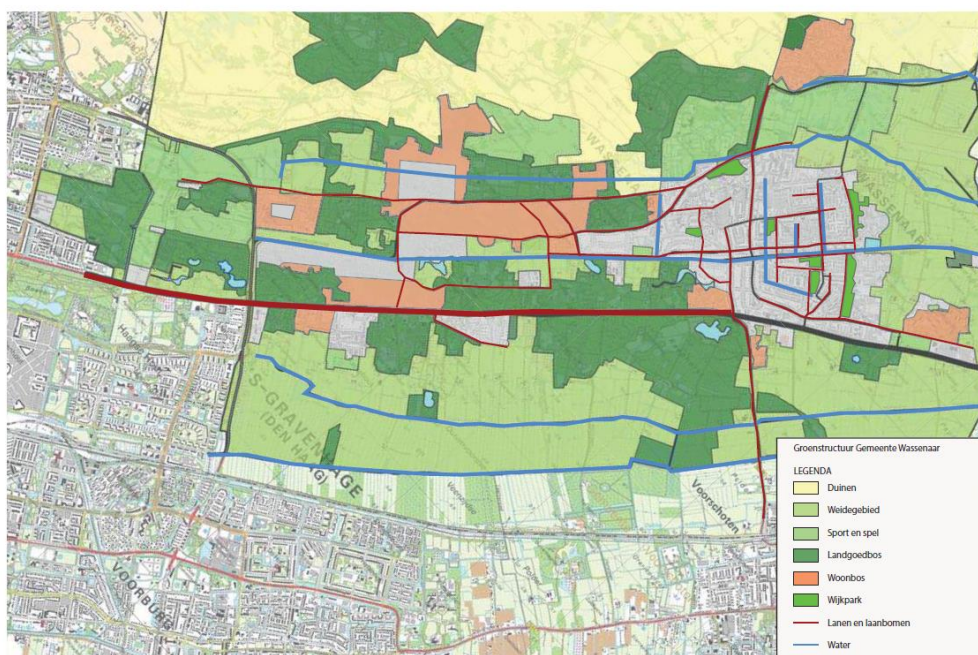 WASSENAAR
WASSENAAR
'S-GRAVENHAGE
(DEN HAAG)
Voorschoten
VOORBURG
Groenstructuur Gemeente Wassenaar
LEGENDA
Duinen
Weidegebied
Sport en spel
Landgoedbos
Woonbos
Wijkpark
Lanen en laanbomen
Water